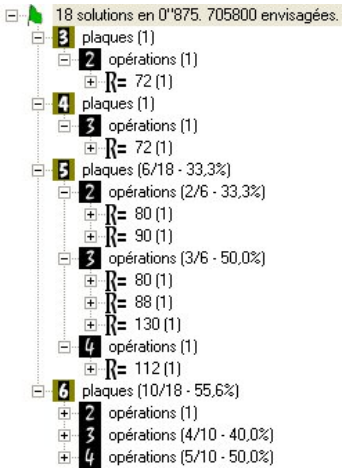 18 solutions en 0"875. 705800 envisagées.
3 plaques (1)
2 opérations (1)
R= 72 (1)
4 plaques (1)
3 opérations (1)
R= 72 (1)
5 plaques (6/18 - 33,3%)
2 opérations (2/6 - 33,3%)
R= 80 (1)
R= 90 (1)
3 opérations (3/6 - 50,0%)
R= 80 (1)
R= 88 (1)
R= 130 (1)
4 opérations (1)
R= 112 (1)
6 plaques (10/18 - 55,6%)
2 opérations (1)
3 opérations (4/10 - 40,0%)
4 opérations (5/10 - 50,0%)